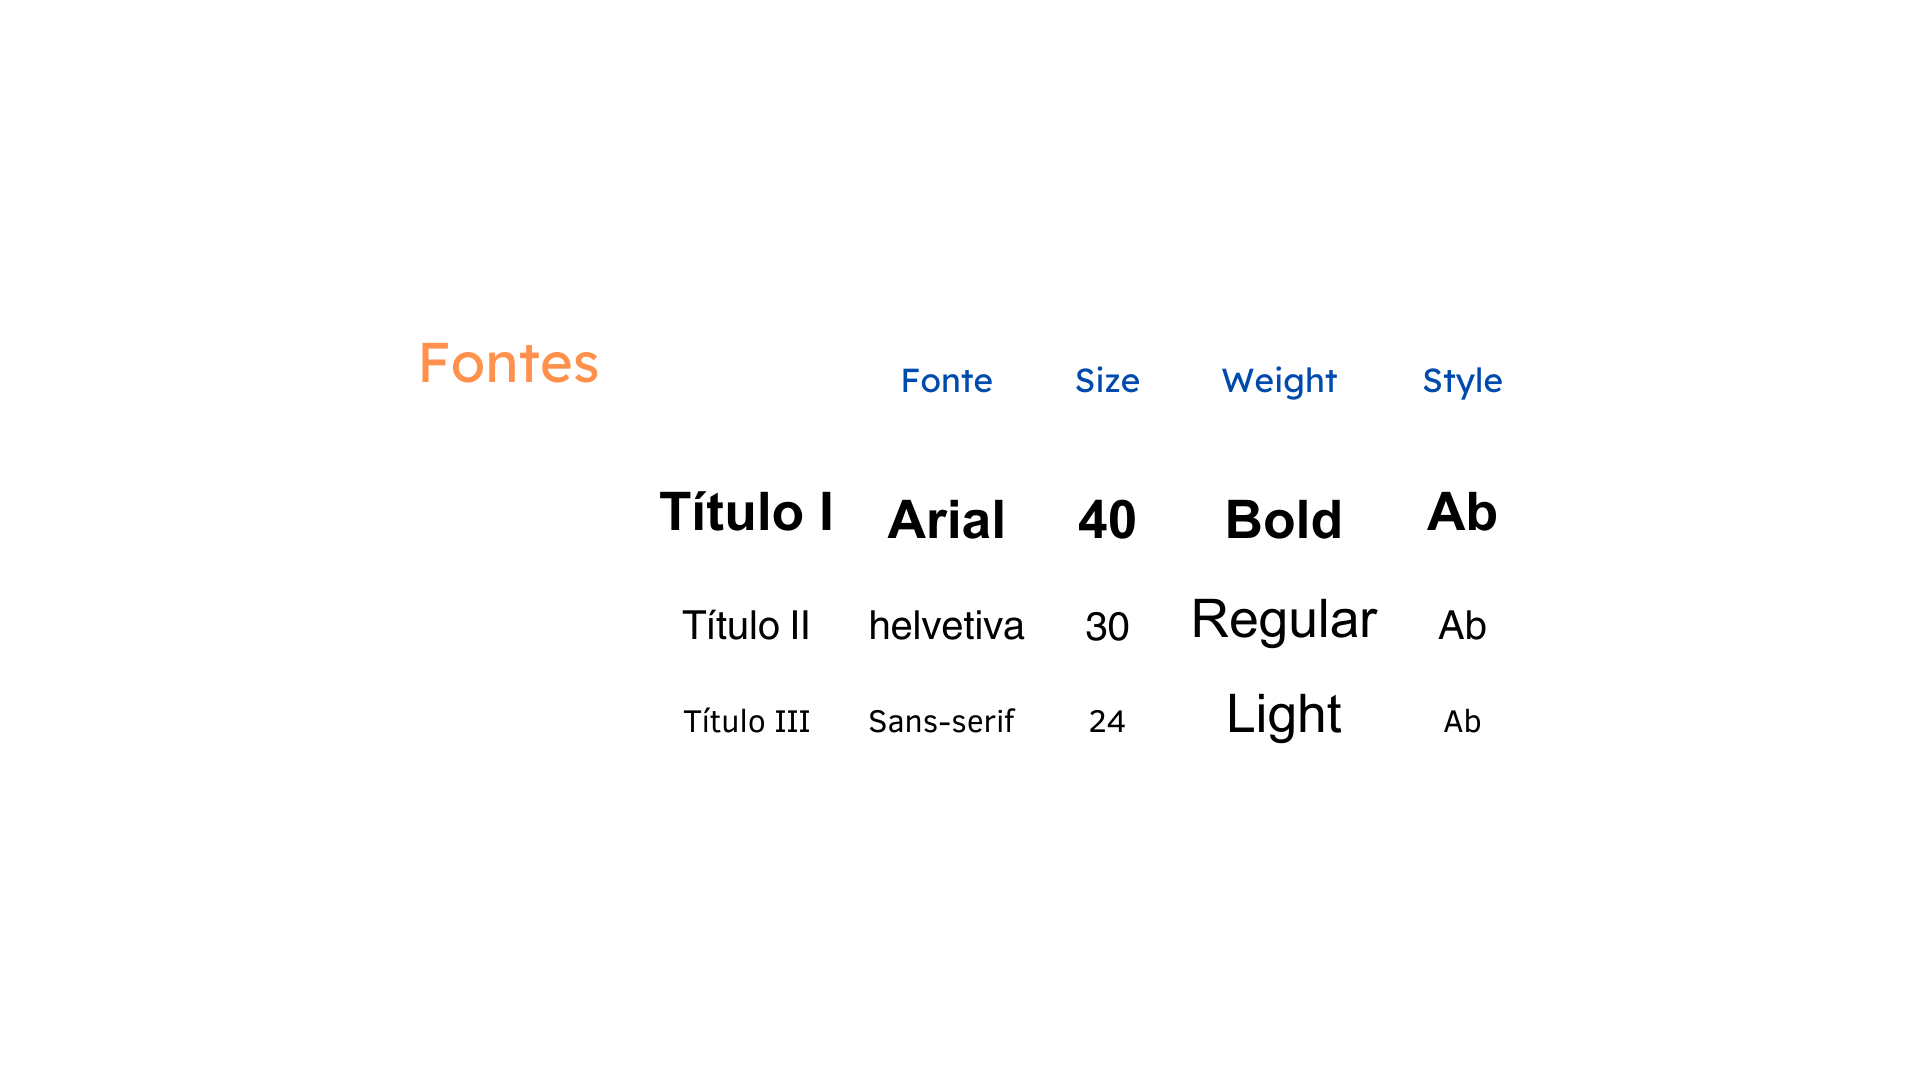 Fontes
Fonte Size Weight Style
Título I Arial 40 Bold Ab
Título II helvetiva 30 Regular Ab
Título III Sans-serif 24 Light Ab